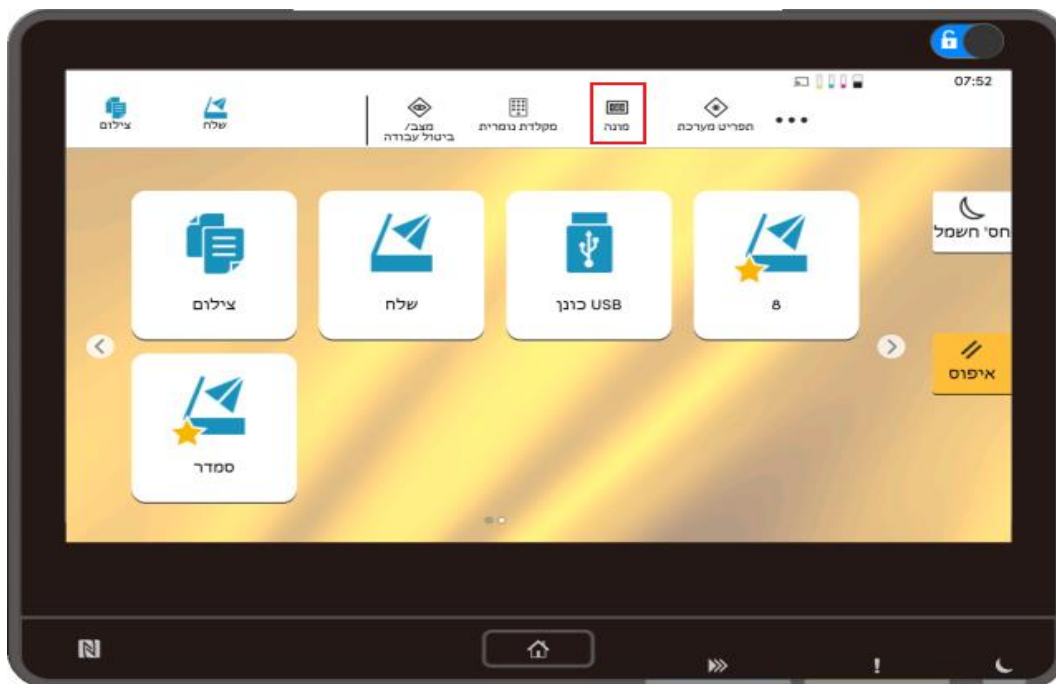 07:52
צילום
שלח
מצב/
ביטול עבודה
מקלדת נומרית
מונה
תפריט מערכת
חס' חשמל
צילום
שלח
כונן USB
8
איפוס
סמדר